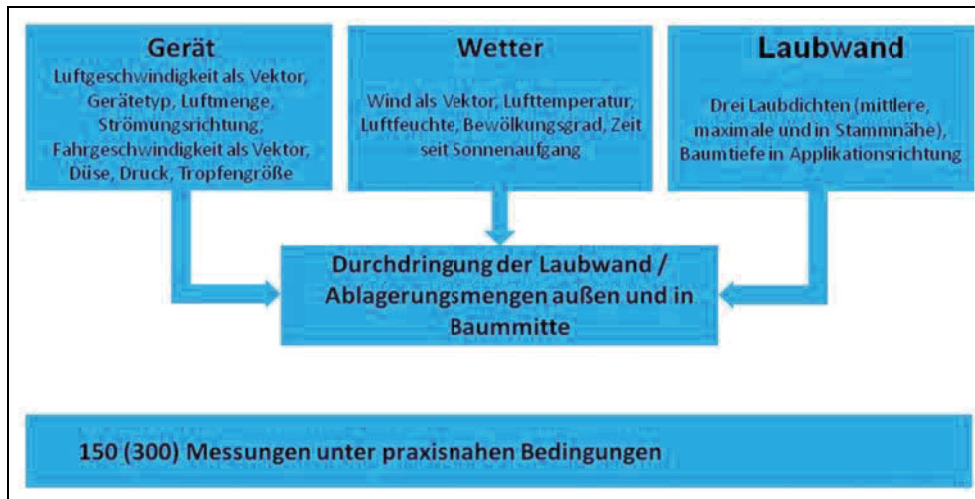 Gerät
Luftgeschwindigkeit als Vektor,
Gerätetyp, Luftmenge,
Strömungsrichtung,
Fahrgeschwindigkeit als Vektor,
Düse, Druck, Tropfengröße
Wetter
Wind als Vektor, Lufttemperatur,
Luftfeuchte, Bewölkungsgrad, Zeit
seit Sonnenaufgang
Laubwand
Drei Laubdichten (mittlere,
maximale und in Stammnähe),
Baumtiefe in Applikationsrichtung
Durchdringung der Laubwand /
Ablagerungsmengen außen und in
Baummitte
150 (300) Messungen unter praxisnahen Bedingungen